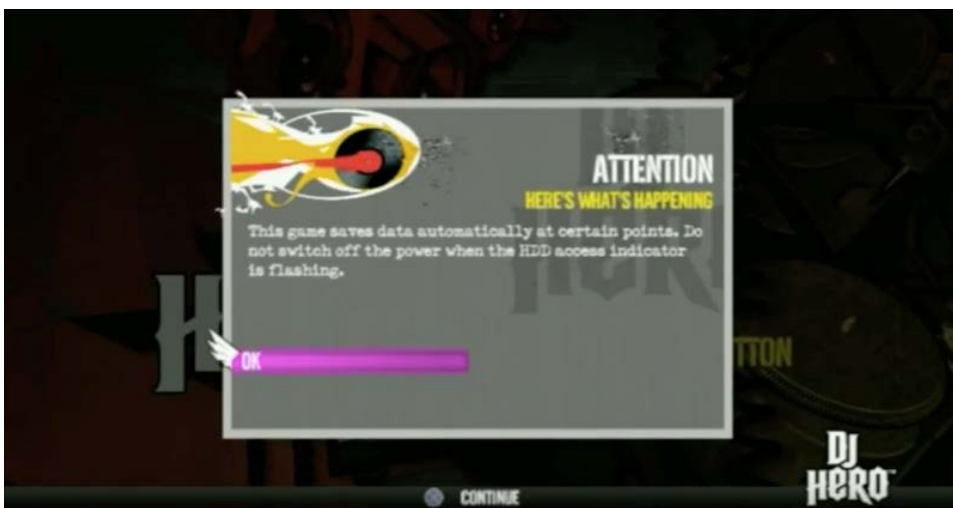 ATTENTION
HERE'S WHAT'S HAPPENING
This game saves data automatically at certain points. Do
not switch off the power when the HDD access indicator
is flashing.
OK
CONTINUE
DJ
HERO